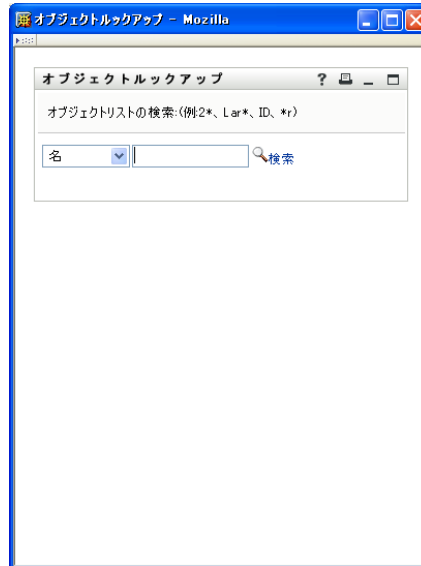 オブジェクトルックアップ - Mozilla
オブジェクトルックアップ ?
オブジェクトリストの検索:(例:2*、Lar*、ID、*r)
名 検索